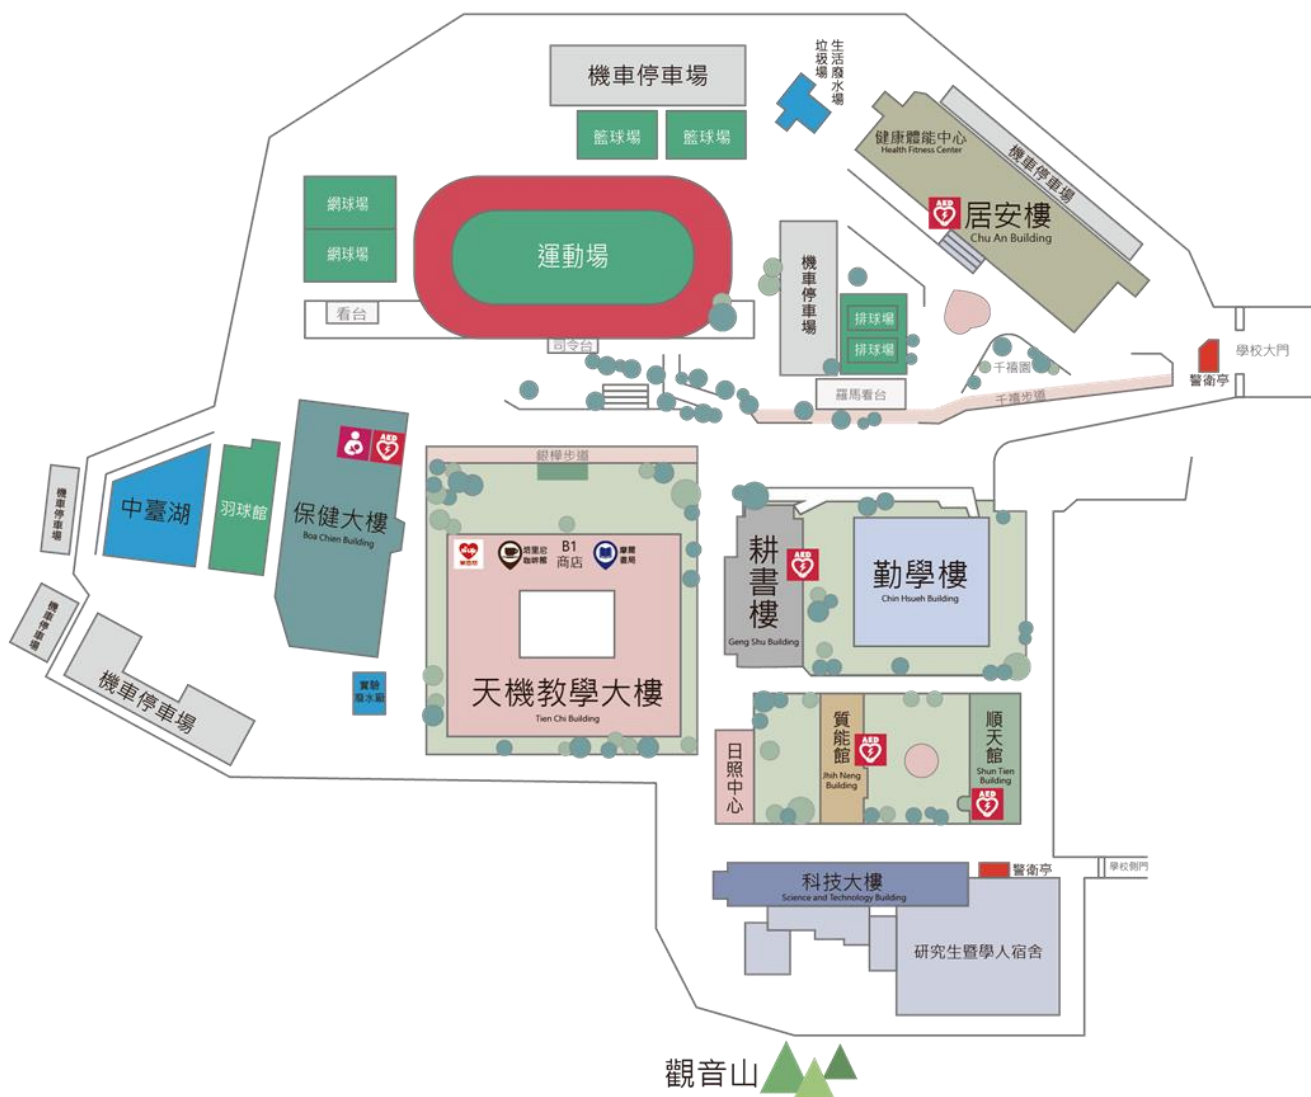 機車停車場
生活廢水場
垃圾場
籃球場
籃球場
健康體能中心
Health Fitness Center
機車停車場
網球場
AED
居安樓
Chu An Building
網球場
運動場
機車停車場
看台
排球場
排球場
司令台
學校大門
警衛亭
千禧園
羅馬看台
千禧步道
AED
銀樺步道
機車停車場
中臺湖
羽球館
保健大樓
Boa Chien Building
B1
商店
摩爾
書局
AED
耕書樓
Geng Shu Building
勤學樓
Chin Hsueh Building
機車停車場
機車停車場
實驗
廢水廠
天機教學大樓
Tien Chi Building
日照中心
質能館
Jhih Neng
Building
AED
順天館
Shun Tien
Building
AED
科技大樓
Science and Technology Building
警衛亭
學校側門
研究生暨學人宿舍
觀音山